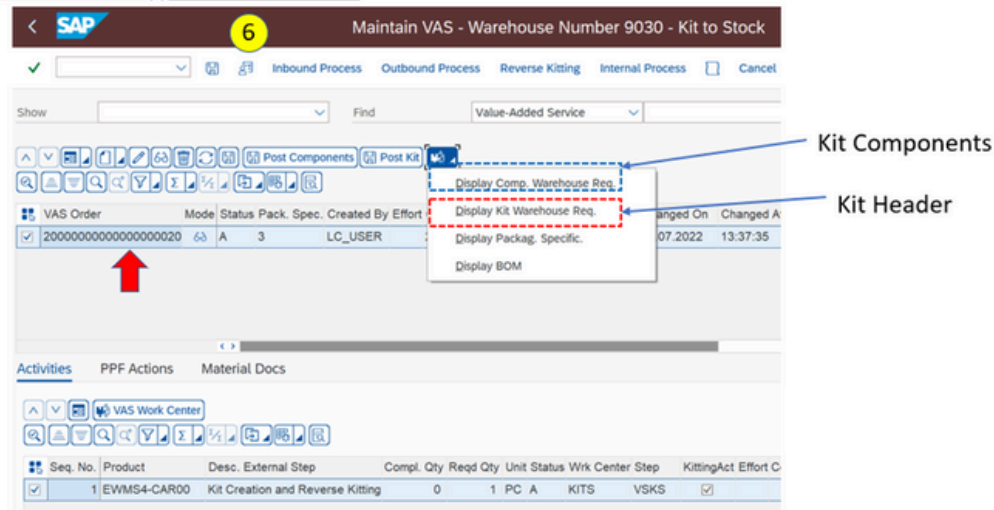 SAP
6
Maintain VAS - Warehouse Number 9030 - Kit to Stock
Inbound Process Outbound Process Reverse Kitting Internal Process Cancel
Show Find Value-Added Service
Kit Components
Post Components Post Kit
Display Comp. Warehouse Req.
Kit Header
VAS Order Mode Status Pack. Spec. Created By Effort Display Kit Warehouse Req. anged On Changed A
20000000000000000020 A 3 LC_USER Display Packag. Specific. 07.2022 13:37:35
Display BOM
Activities PPF Actions Material Docs
VAS Work Center
Seq. No. Product Desc. External Step Compl. Qty Reqd Qty Unit Status Wrk Center Step KittingAct Effort C
1 EWMS4-CAR00 Kit Creation and Reverse Kitting 0 1 PC A KITS VSKS